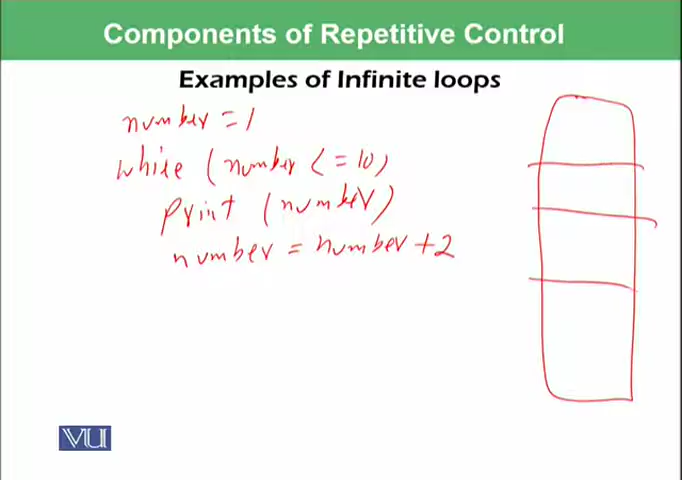 Components of Repetitive Control
Examples of Infinite loops
number = 1
while (number <= 10)
print (number)
number = number + 2
VU